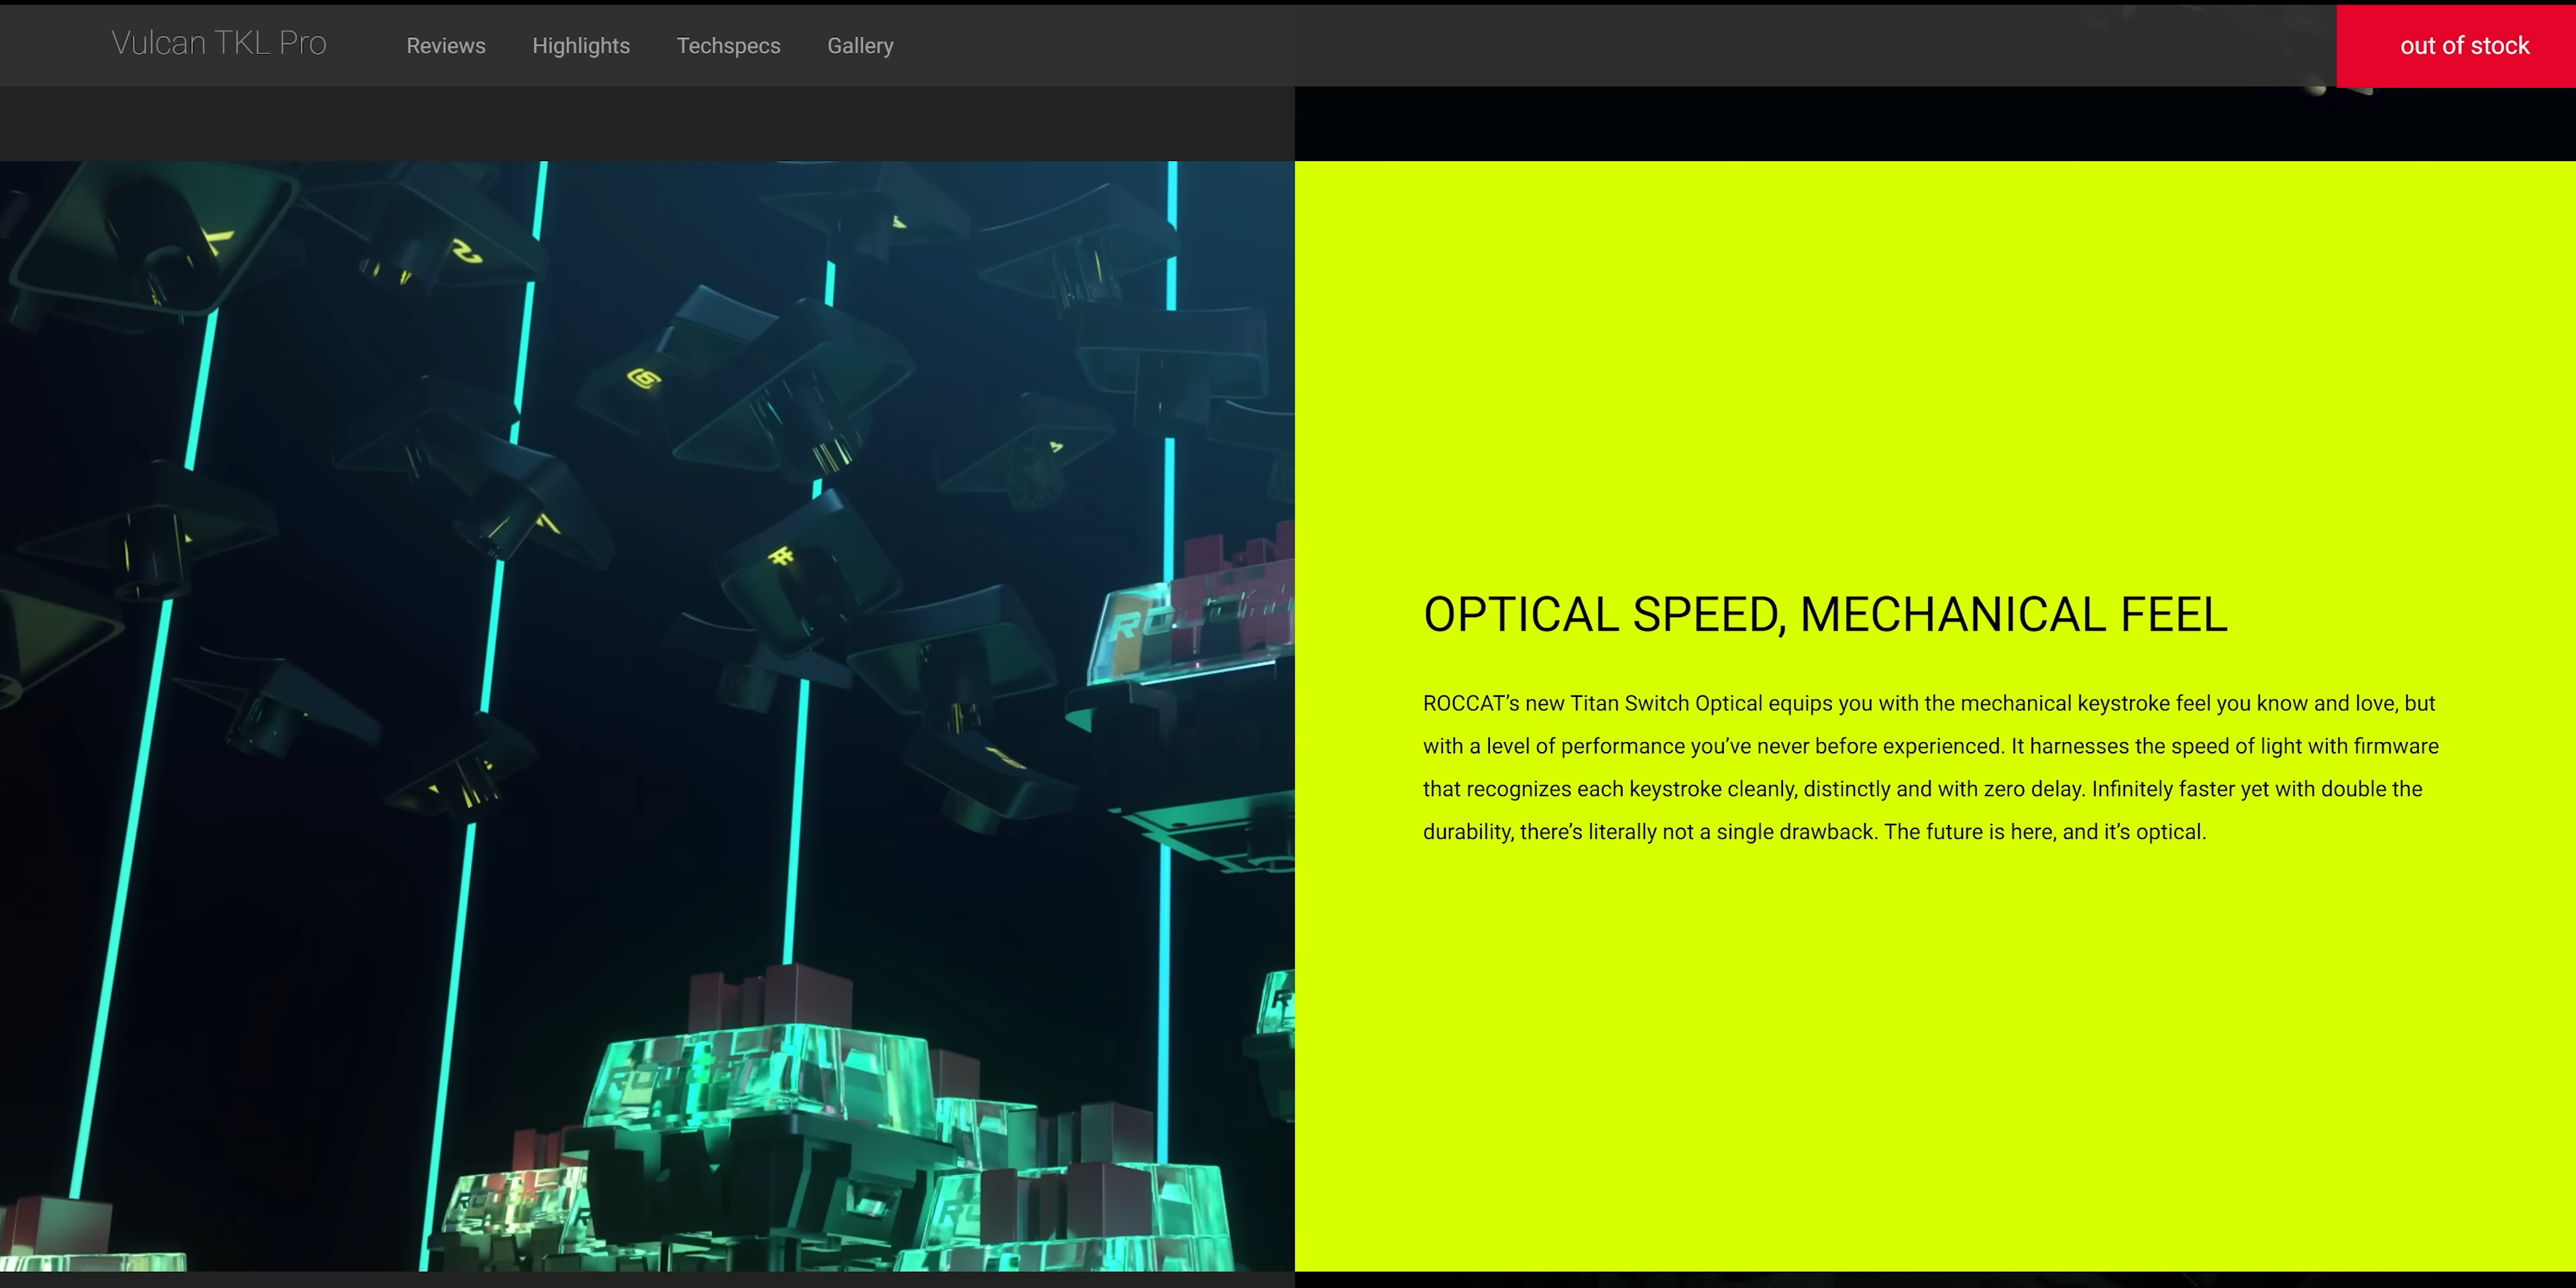 Vulcan TKL Pro
Reviews
Highlights
Techspecs
Gallery
out of stock
OPTICAL SPEED, MECHANICAL FEEL
ROCCAT’s new Titan Switch Optical equips you with the mechanical keystroke feel you know and love, but
with a level of performance you’ve never before experienced. It harnesses the speed of light with firmware
that recognizes each keystroke cleanly, distinctly and with zero delay. Infinitely faster yet with double the
durability, there’s literally not a single drawback. The future is here, and it’s optical.